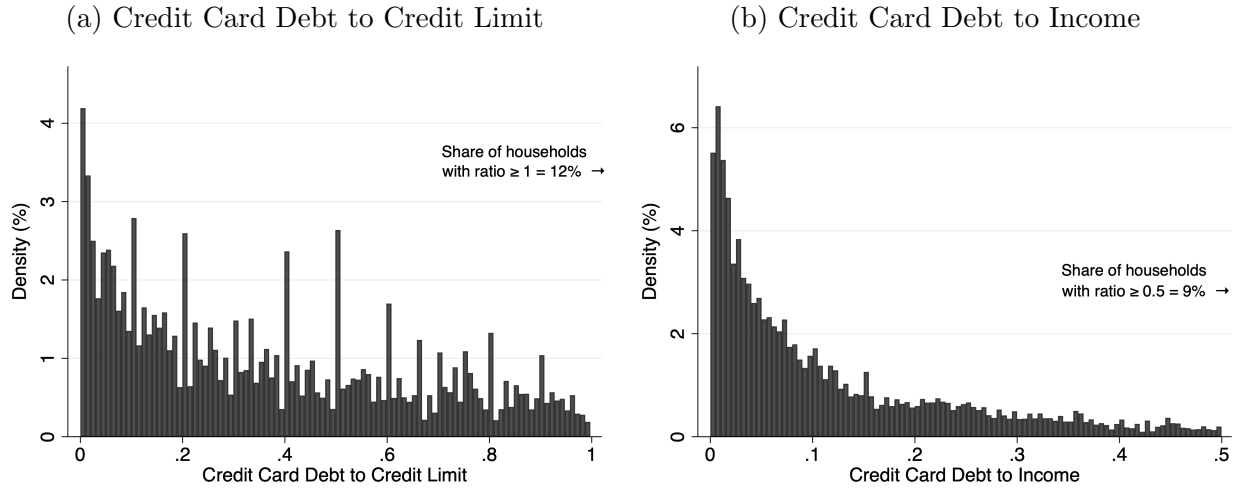 (a) Credit Card Debt to Credit Limit
4
3
2
1
0
Density (%)
Share of households
with ratio ≥ 1 = 12% →
0 .2 .4 .6 .8 1
Credit Card Debt to Credit Limit
(b) Credit Card Debt to Income
6
4
2
0
Density (%)
Share of households
with ratio ≥ 0.5 = 9% →
0 .1 .2 .3 .4 .5
Credit Card Debt to Income